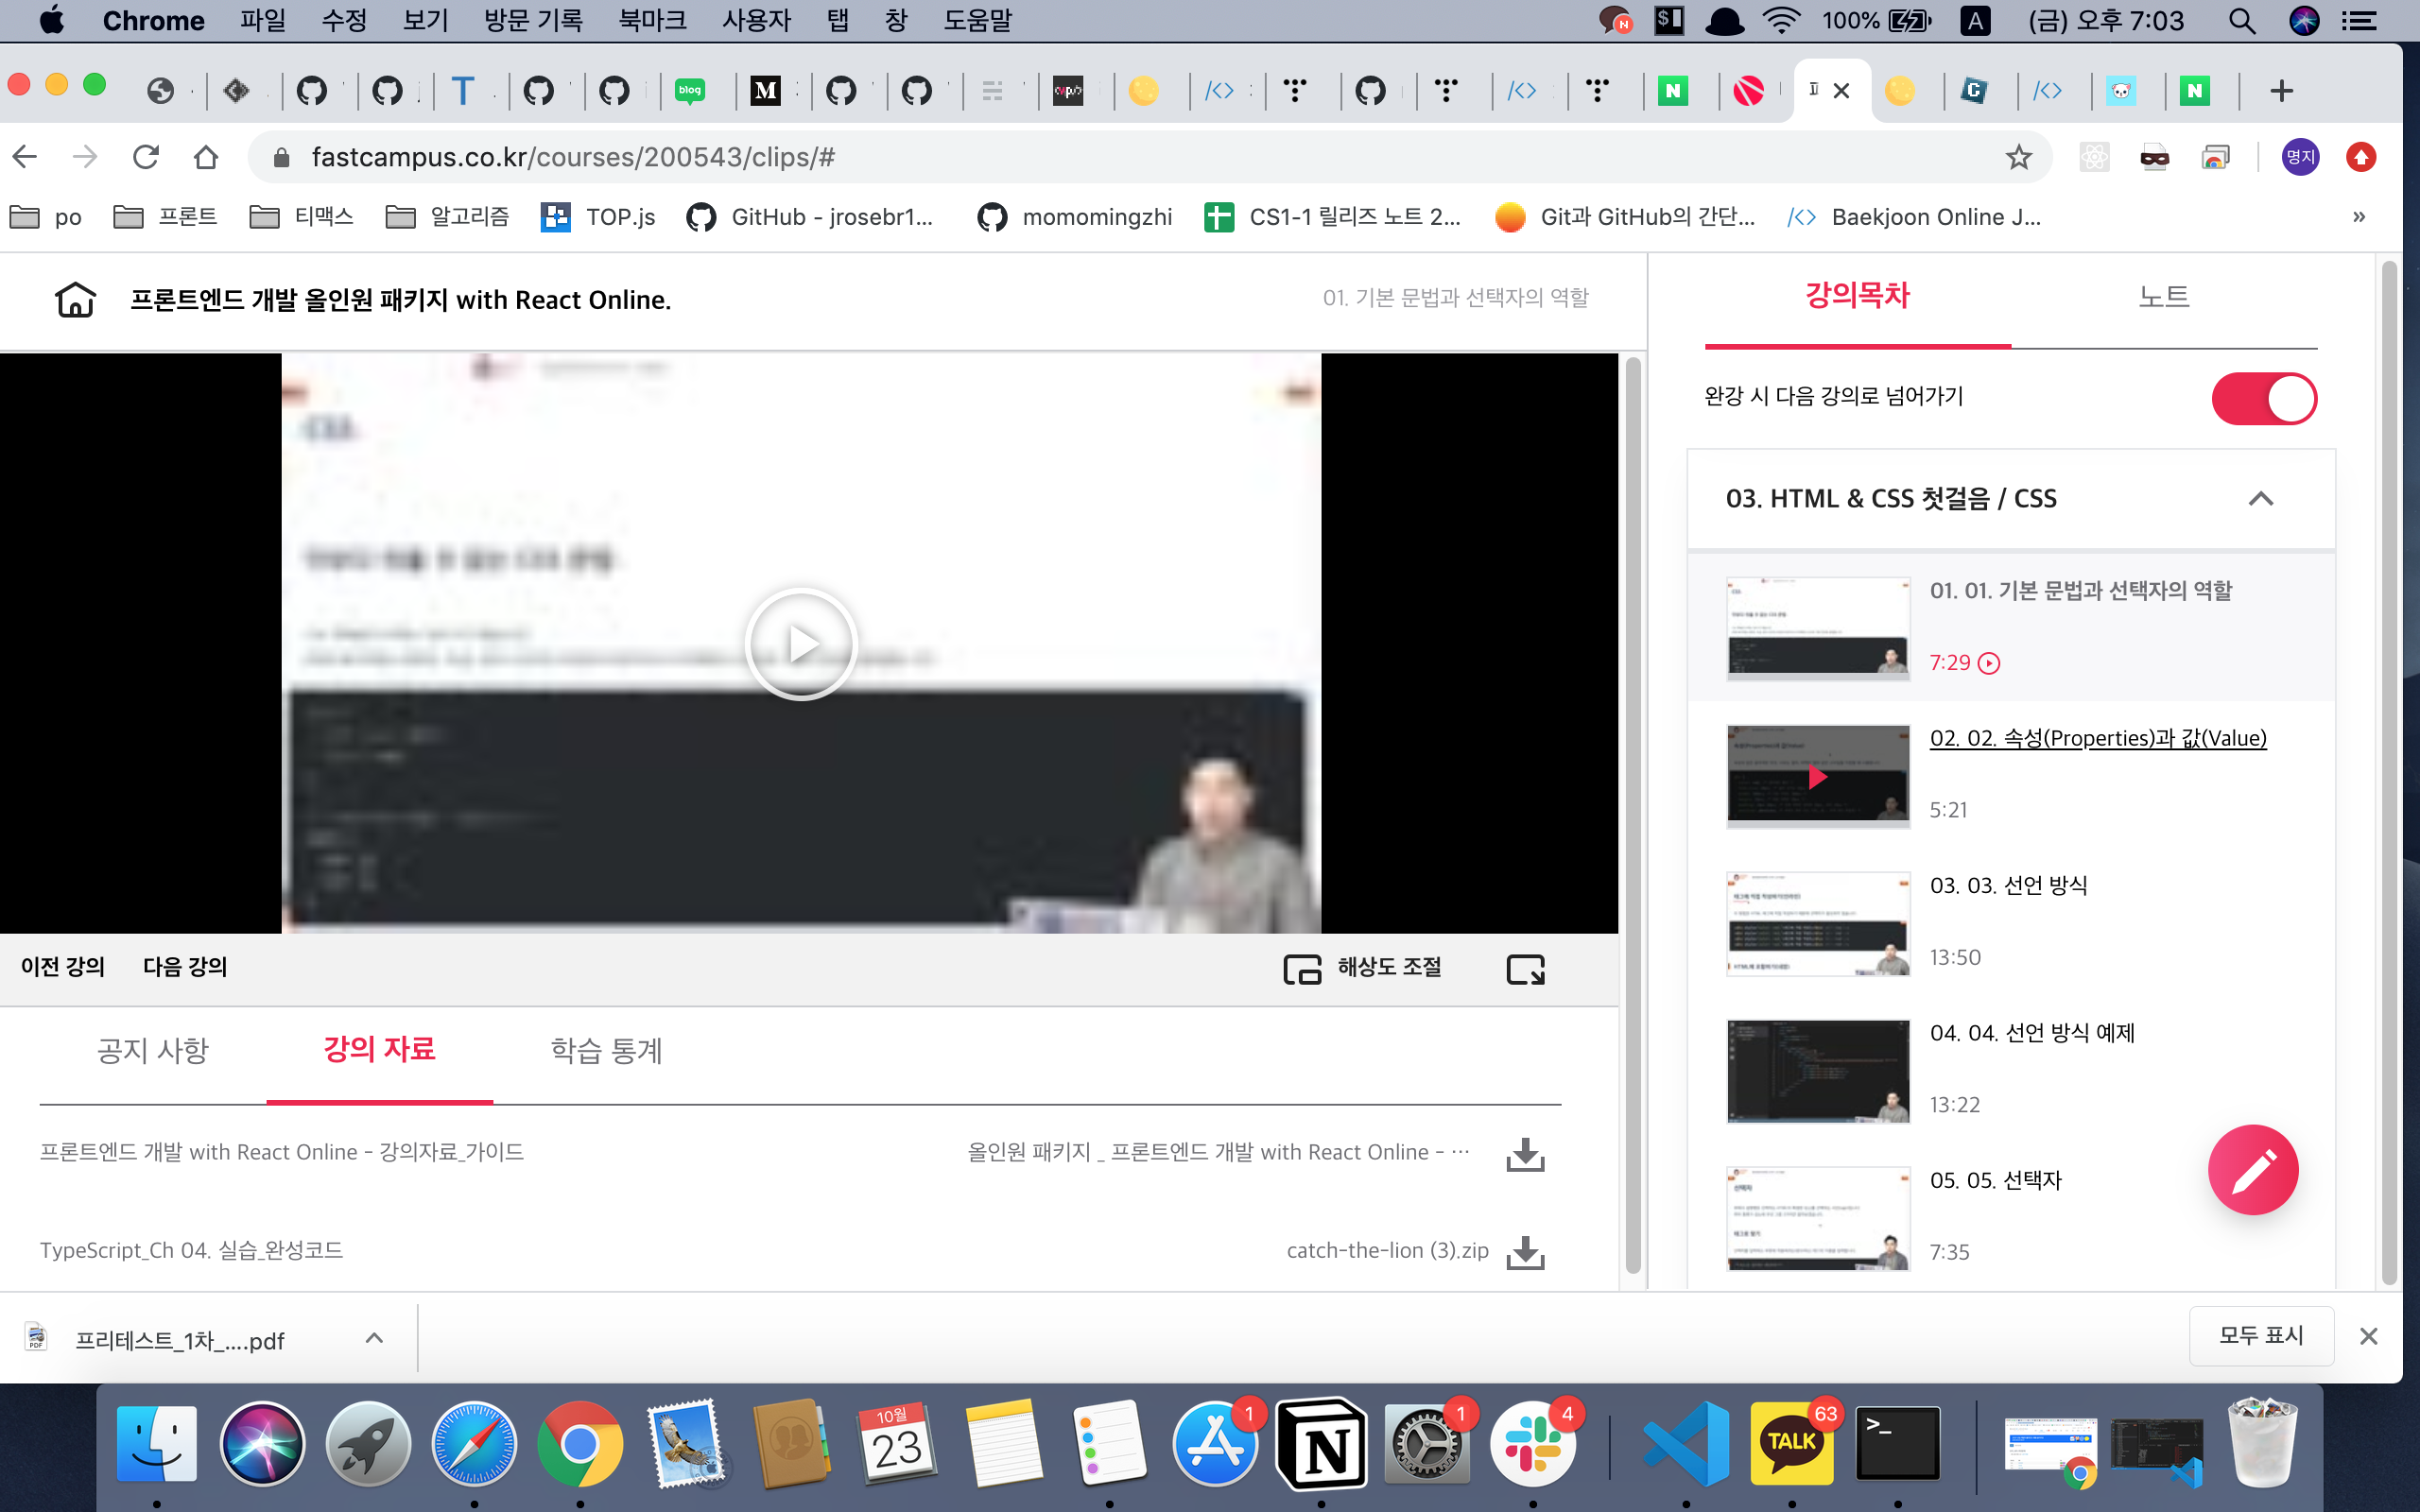 Chrome 파일 수정 보기 방문 기록 북마크 사용자 탭 창 도움말 100% A (금) 오후 7:03
fastcampus.co.kr/courses/200543/clips/# 명지
po 프론트 티맥스 알고리즘 TOP.js GitHub - jrosebr1... momomingzhi CS1-1 릴리즈 노트 2... Git과 GitHub의 간단... Baekjoon Online J... »
프론트엔드 개발 올인원 패키지 with React Online. 01. 기본 문법과 선택자의 역할
강의목차 노트
완강 시 다음 강의로 넘어가기
03. HTML & CSS 첫걸음 / CSS
01. 01. 기본 문법과 선택자의 역할
7:29
02. 02. 속성(Properties)과 값(Value)
5:21
03. 03. 선언 방식
13:50
04. 04. 선언 방식 예제
13:22
05. 05. 선택자
7:35
이전 강의 다음 강의 해상도 조절
공지 사항 강의 자료 학습 통계
프론트엔드 개발 with React Online - 강의자료_가이드 올인원 패키지 _ 프론트엔드 개발 with React Online - ···
TypeScript_Ch 04. 실습_완성코드 catch-the-lion (3).zip
프리테스트_1차_....pdf 모두 표시
10월
23
1
1
4
TALK
63